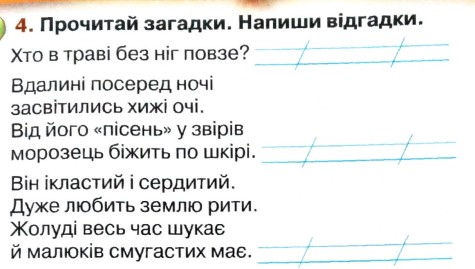 4. Прочитай загадки. Напиши відгадки.
Хто в траві без ніг повзе?
Вдалині посеред ночі
засвітились хижі очі.
Від його «пісень» у звірів
морозець біжить по шкірі.
Він ікластий і сердитий.
Дуже любить землю рити.
Жолуді весь час шукає
й малюків смугастих має.